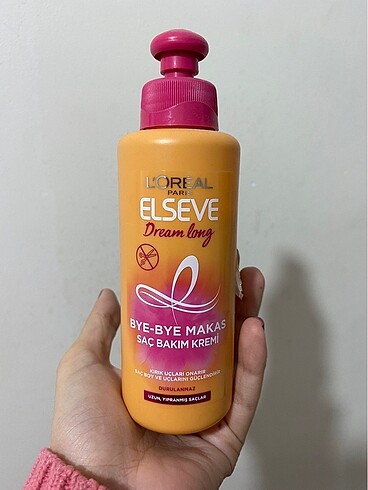 L'ORÉAL
PARIS
ELSEVE
Dream long
BYE-BYE MAKAS
SAÇ BAKIM KREMİ
KIRIK UÇLARI ONARIR
SAÇ BOY VE UÇLARINI GÜÇLENDİRİR
DURULANMAZ
UZUN, YIPRANMIŞ SAÇLAR